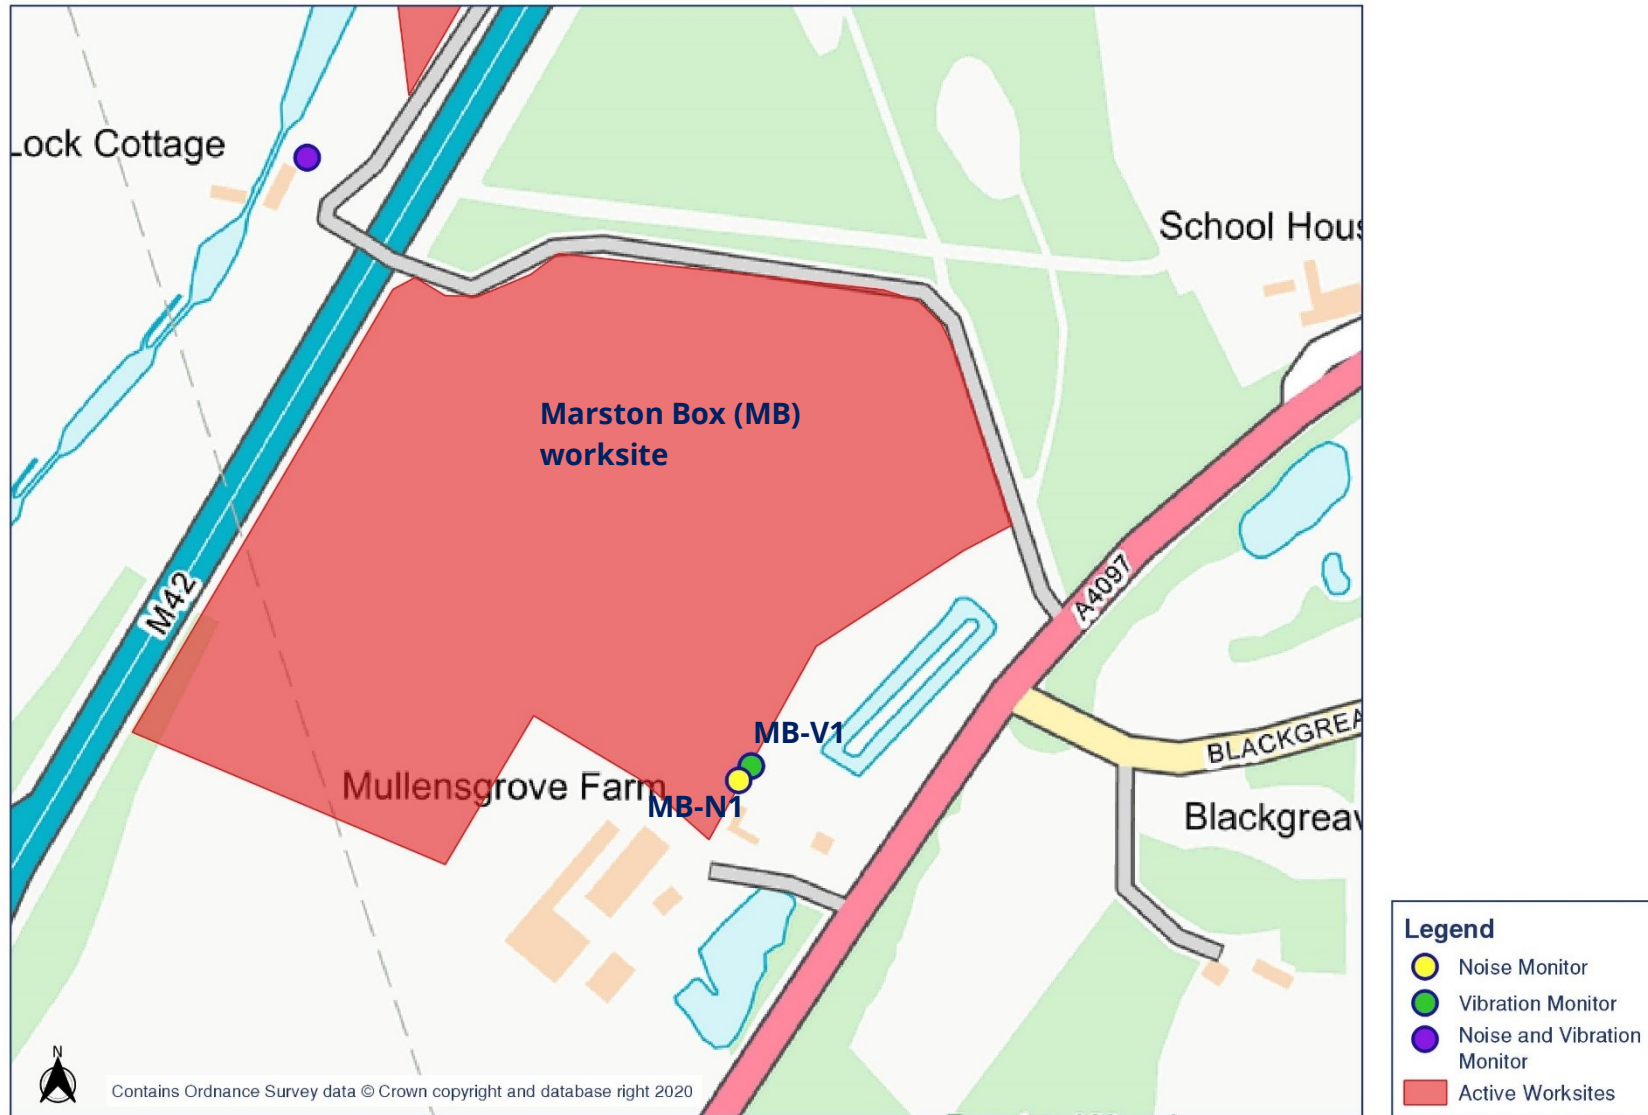 Lock Cottage
School Hous
Marston Box (MB)
worksite
M42
A4097
MB-V1
BLACKGREA
Mullensgrove Farm
MB-N1
Blackgreav
N
Contains Ordnance Survey data © Crown copyright and database right 2020
Legend
Noise Monitor
Vibration Monitor
Noise and Vibration
Monitor
Active Worksites